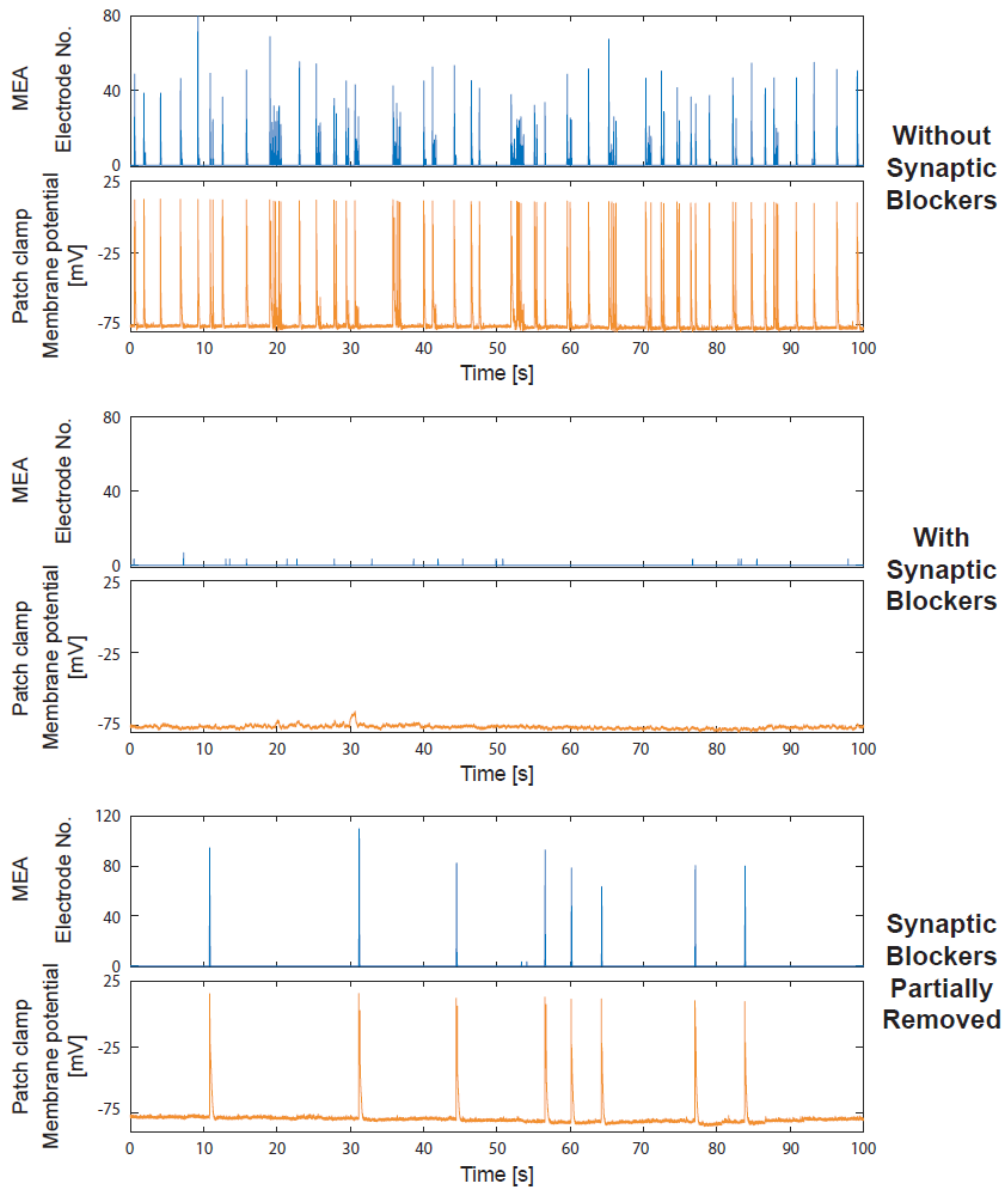 MEA
Electrode No.
80
40
0
Without
Synaptic
Blockers
Patch clamp
Membrane potential
[mV]
25
-25
-75
0 10 20 30 40 50 60 70 80 90 100
Time [s]
MEA
Electrode No.
80
40
0
With
Synaptic
Blockers
Patch clamp
Membrane potential
[mV]
25
-25
-75
0 10 20 30 40 50 60 70 80 90 100
Time [s]
MEA
Electrode No.
120
80
40
0
Synaptic
Blockers
Partially
Removed
Patch clamp
Membrane potential
[mV]
25
-25
-75
0 10 20 30 40 50 60 70 80 90 100
Time [s]